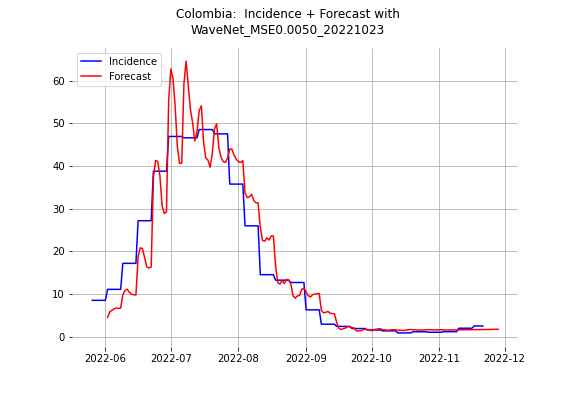 Colombia:  Incidence + Forecast with
WaveNet_MSE0.0050_20221023
Incidence
Forecast
60
50
40
30
20
10
0
2022-06 2022-07 2022-08 2022-09 2022-10 2022-11 2022-12